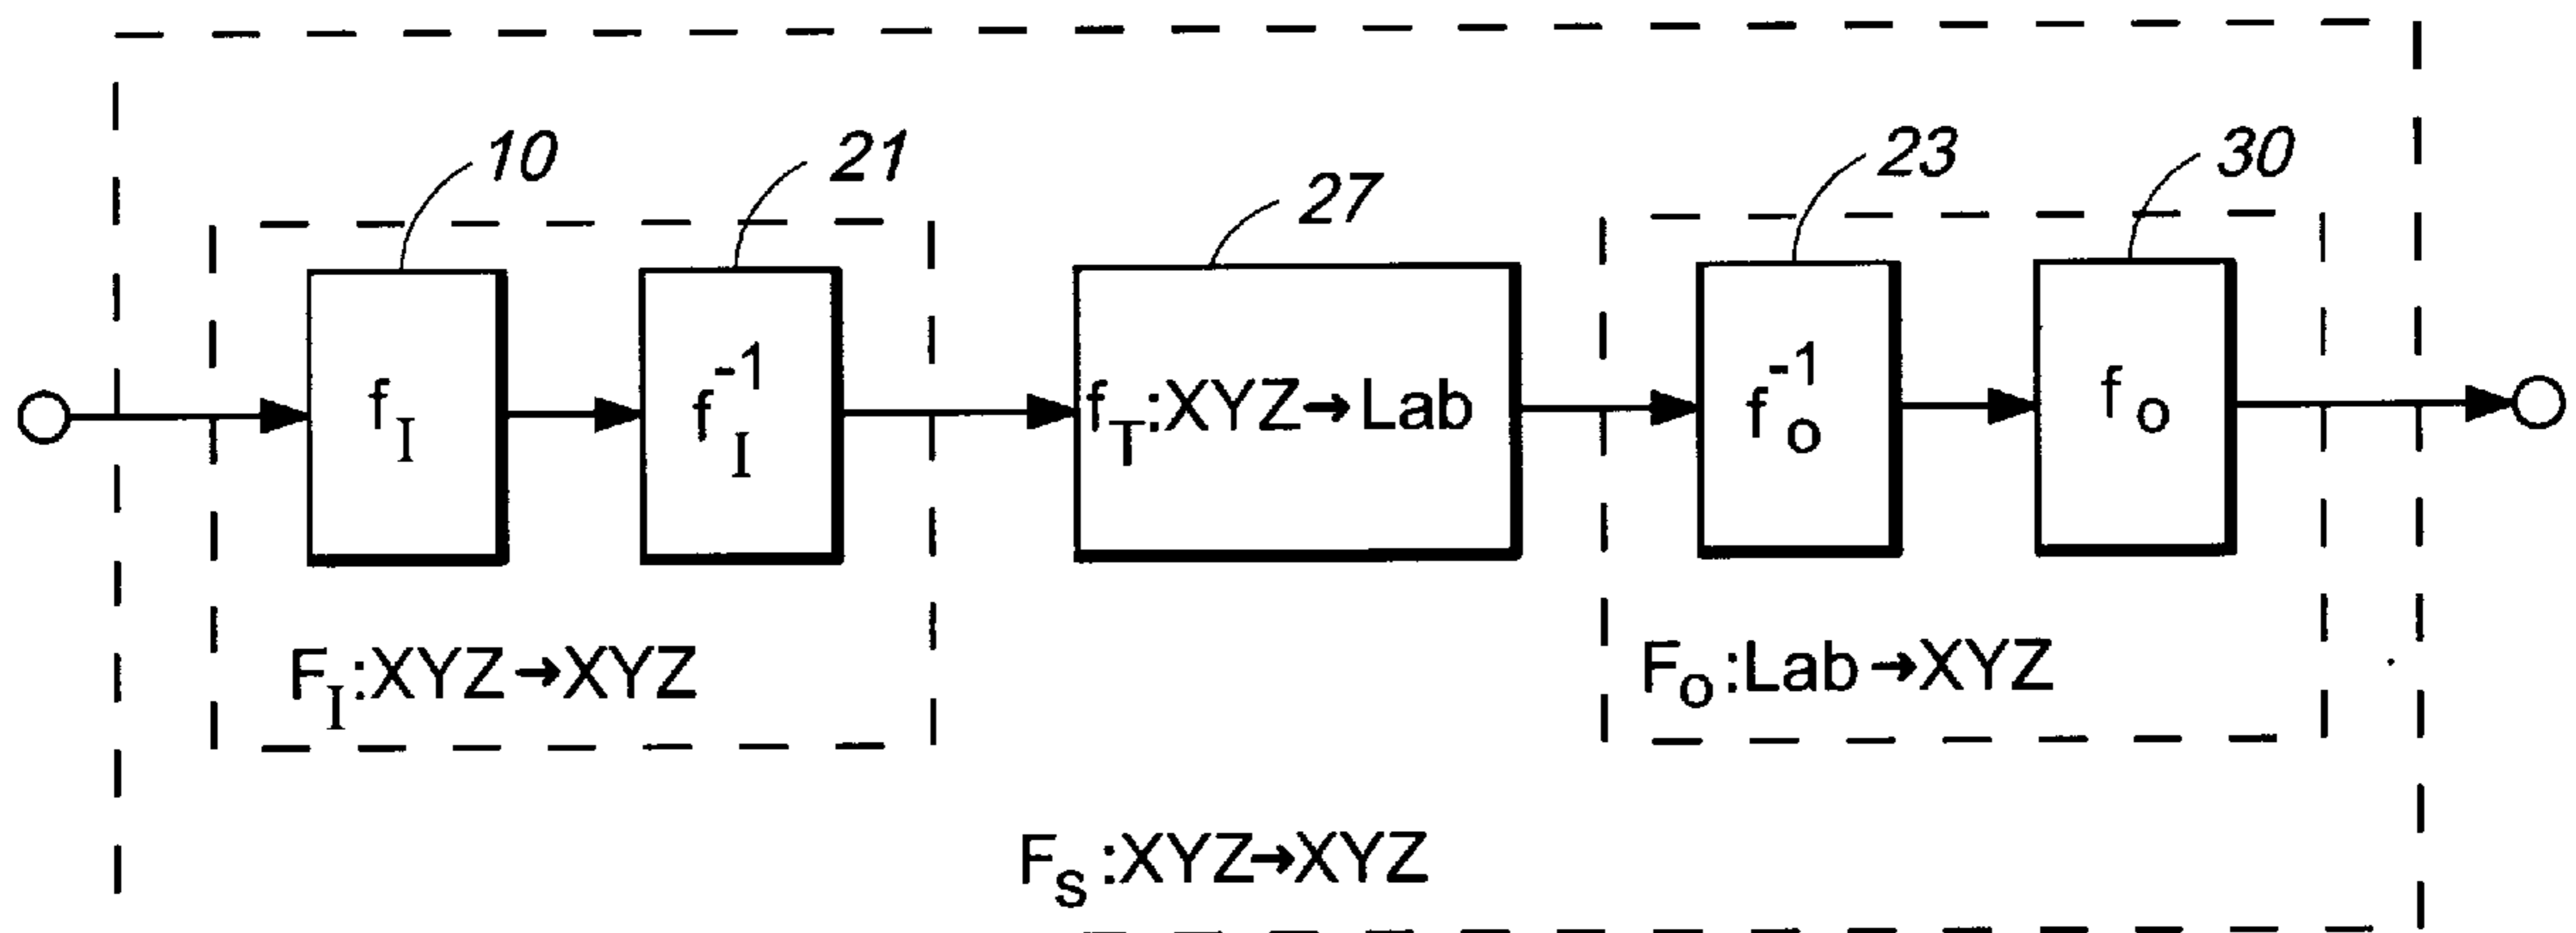 10
21
27
23
30
f_I
f_I^-1
f_T:XYZ→Lab
f_o^-1
f_o
F_I:XYZ→XYZ
F_o:Lab→XYZ
F_S:XYZ→XYZ